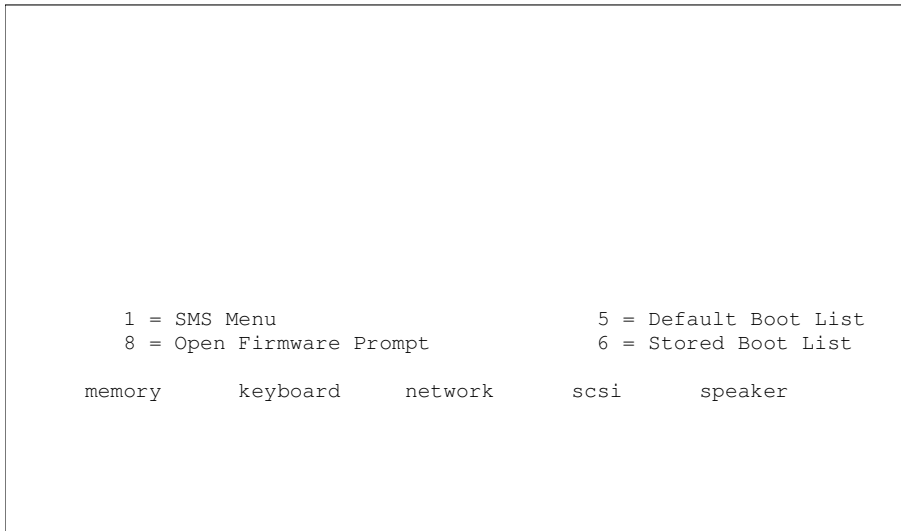 1 = SMS Menu 5 = Default Boot List
8 = Open Firmware Prompt 6 = Stored Boot List
memory keyboard network scsi speaker